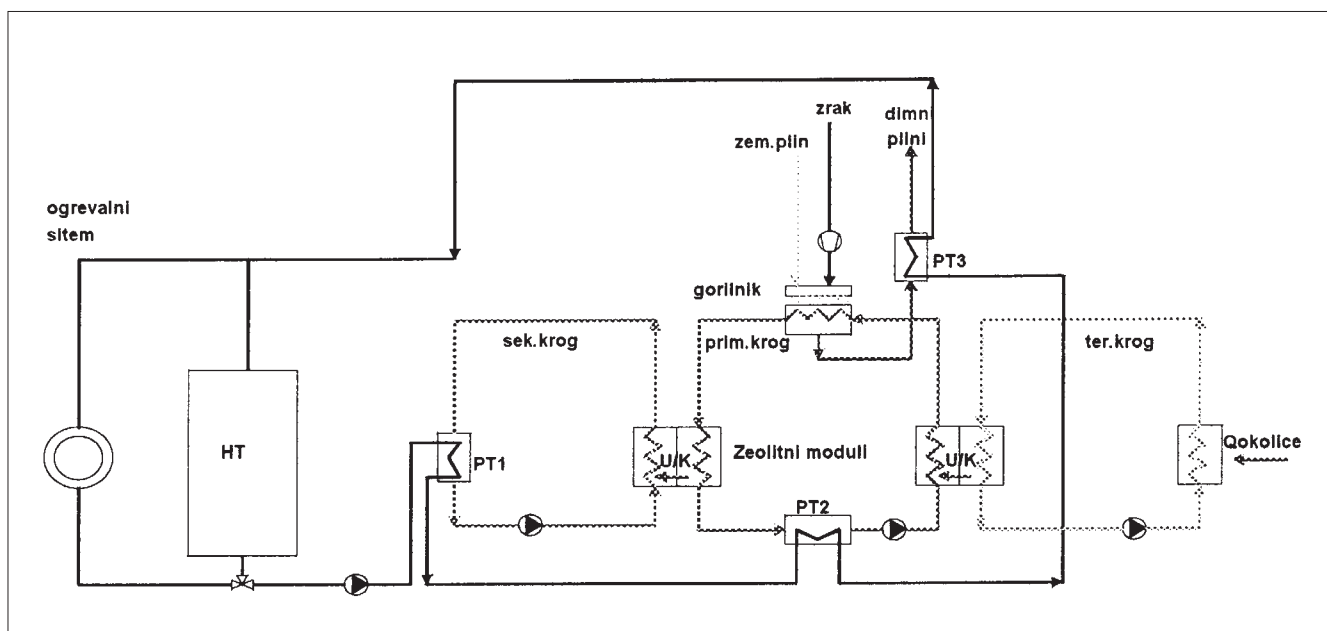 zrak
dimni
plini
zem.plin
ogrevalni
sitem
PT3
gorilnik
sek.krog
prim.krog
ter.krog
HT
PT1
U/K
Zeolitni moduli
U/K
Qokolice
PT2